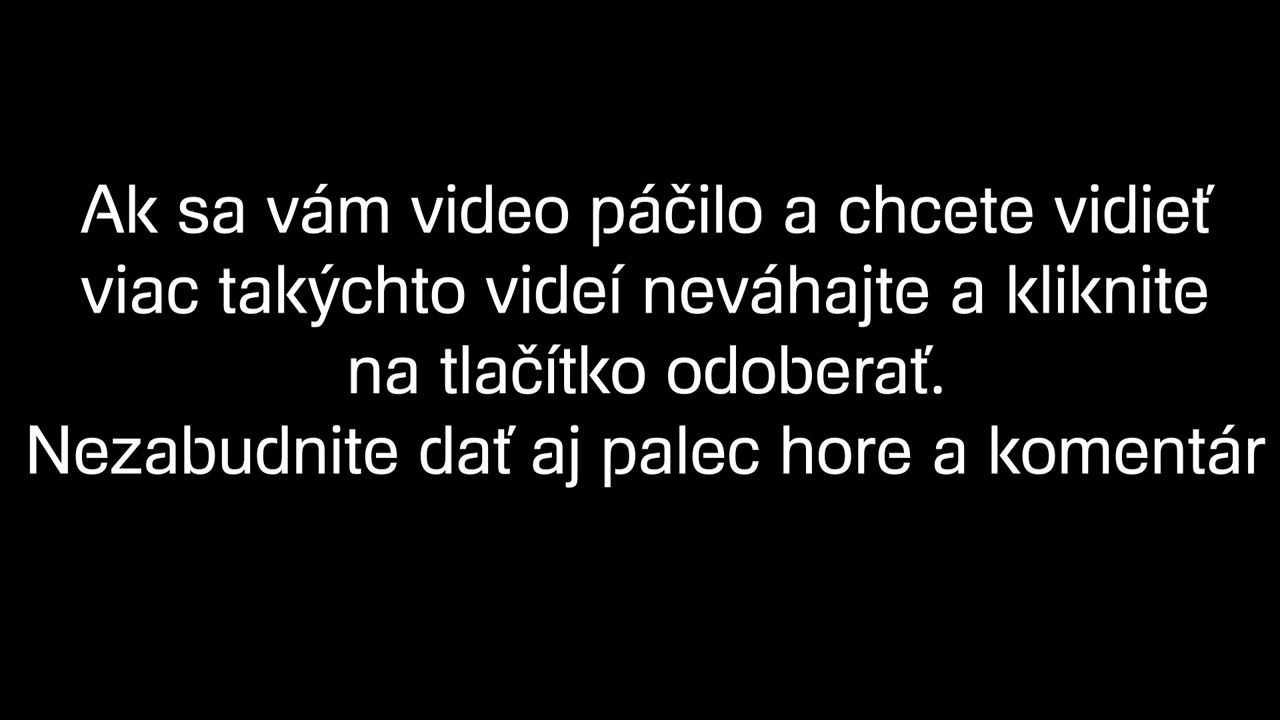 Ak sa vám video páčilo a chcete vidieť
viac takýchto videí neváhajte a kliknite
na tlačítko odoberať.
Nezabudnite dať aj palec hore a komentár